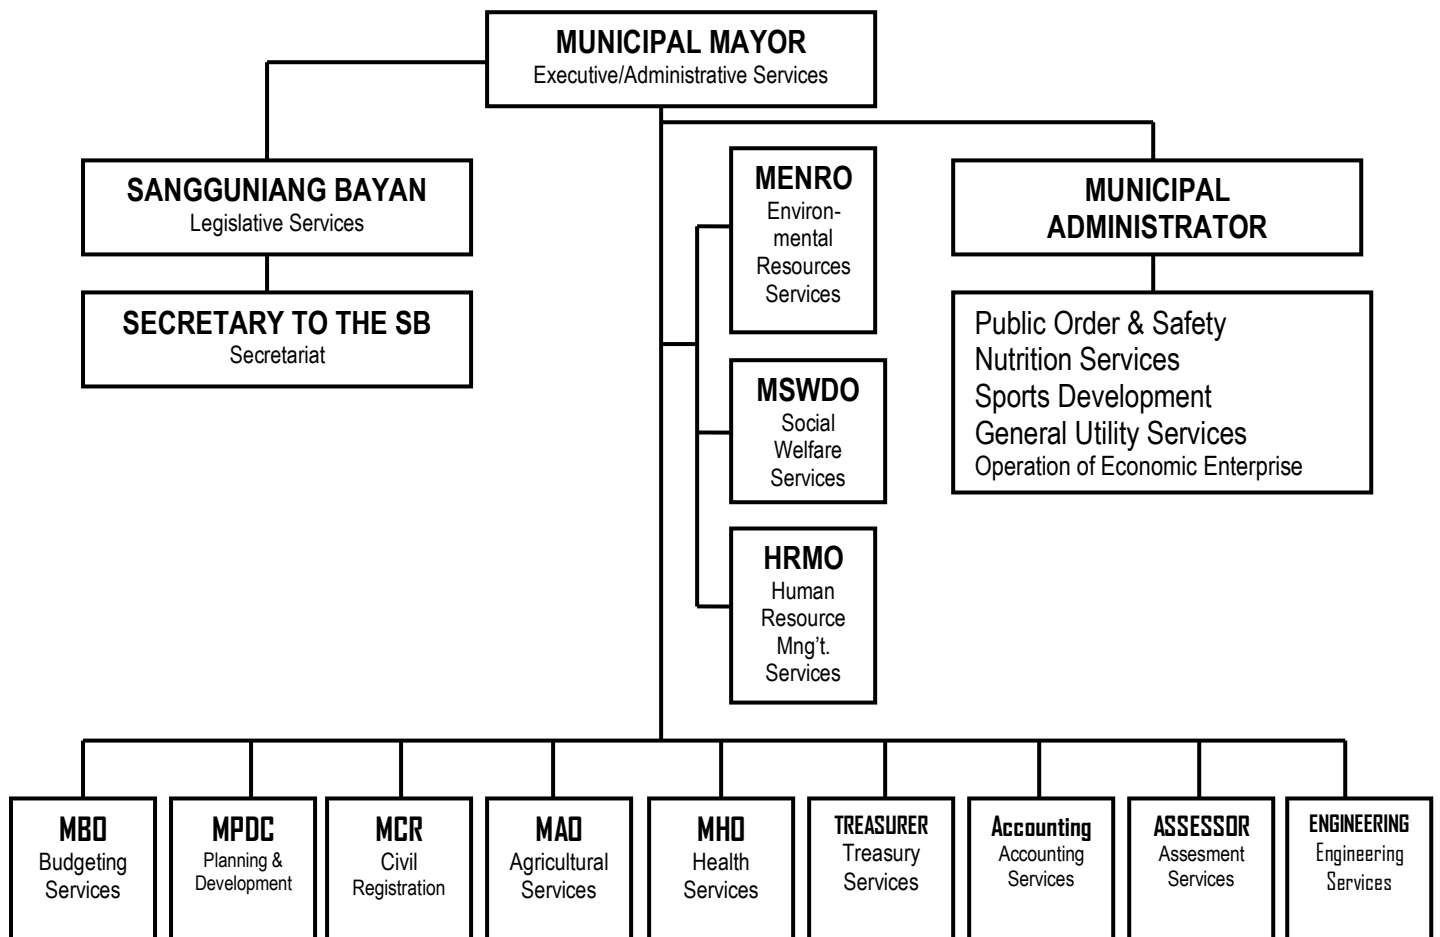 MUNICIPAL MAYOR
Executive/Administrative Services
SANGGUNIANG BAYAN
Legislative Services
SECRETARY TO THE SB
Secretariat
MENRO
Environ-
mental
Resources
Services
MSWDO
Social
Welfare
Services
HRMO
Human
Resource
Mng’t.
Services
MUNICIPAL
ADMINISTRATOR
Public Order & Safety
Nutrition Services
Sports Development
General Utility Services
Operation of Economic Enterprise
MBO
Budgeting
Services
MPDC
Planning &
Development
MCR
Civil
Registration
MAO
Agricultural
Services
MHO
Health
Services
TREASURER
Treasury
Services
Accounting
Accounting
Services
ASSESSOR
Assesment
Services
ENGINEERING
Engineering
Services